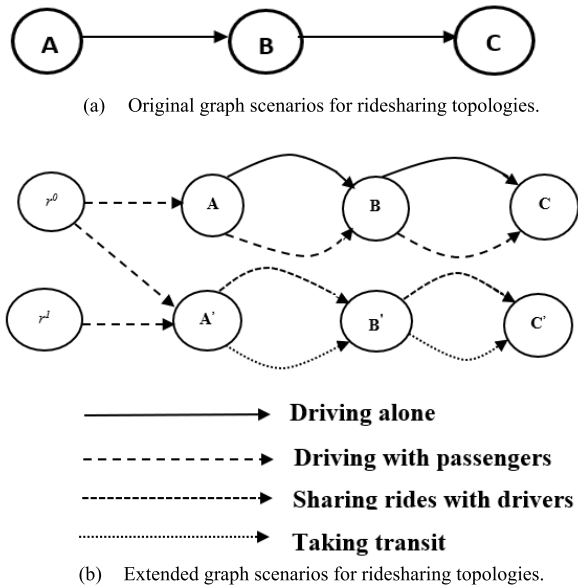 A B C
(a) Original graph scenarios for ridesharing topologies.
r⁰ A B C
r¹ A' B' C'
Driving alone
Driving with passengers
Sharing rides with drivers
Taking transit
(b) Extended graph scenarios for ridesharing topologies.